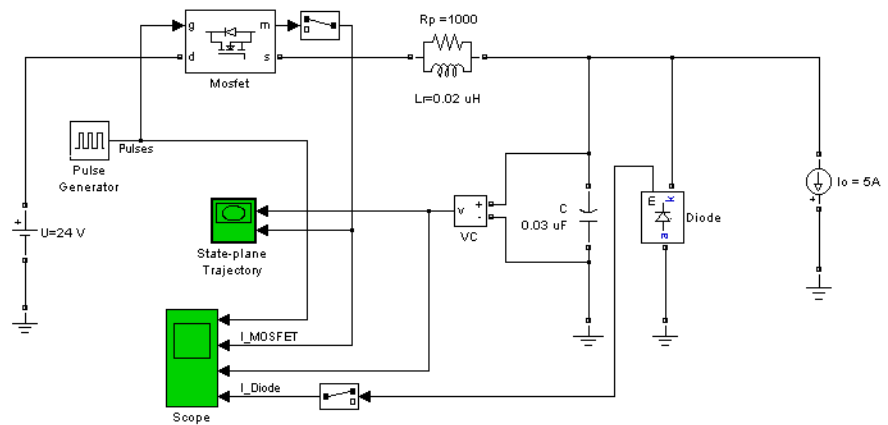 Rp =1000
g
m
d
s
Mosfet
Lr=0.02 uH
Pulses
Pulse
Generator
Io = 5A
m
k
v
+
-
C
0.03 uF
a
Diode
VC
+
U=24 V
State-plane
Trajectory
+
I_MOSFET
I_Diode
Scope